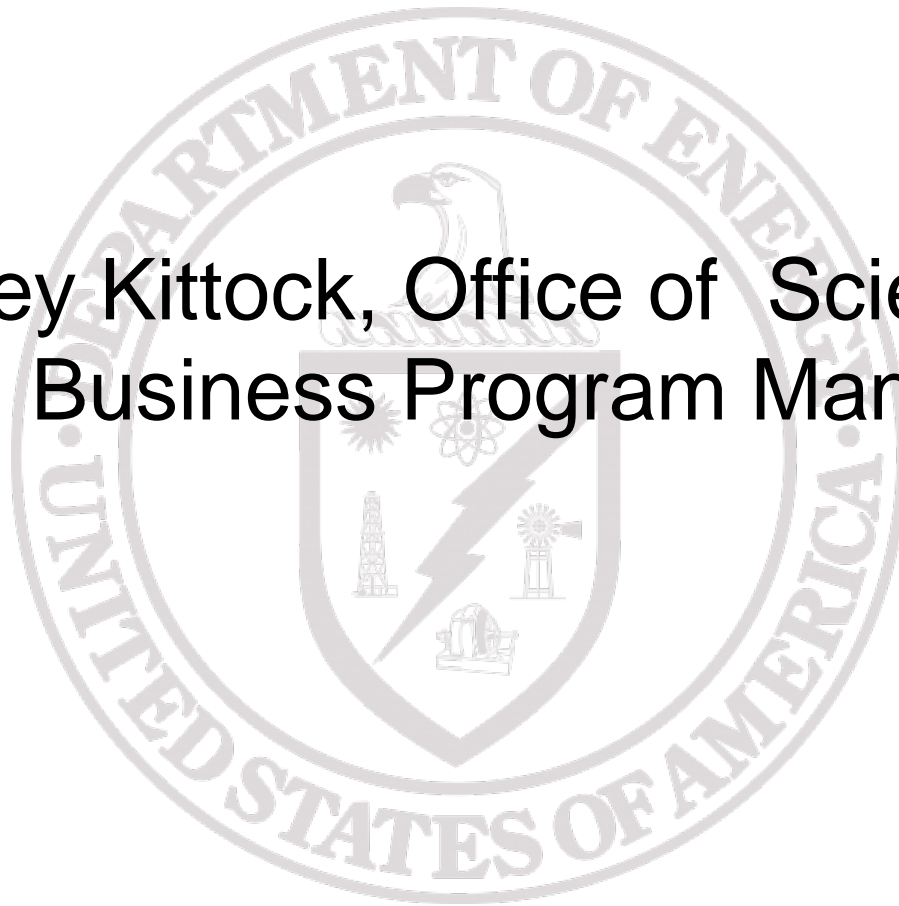 DEPARTMENT OF ENERGY
ey Kittock, Office of  Scie
Business Program Man
UNITED STATES OF AMERICA